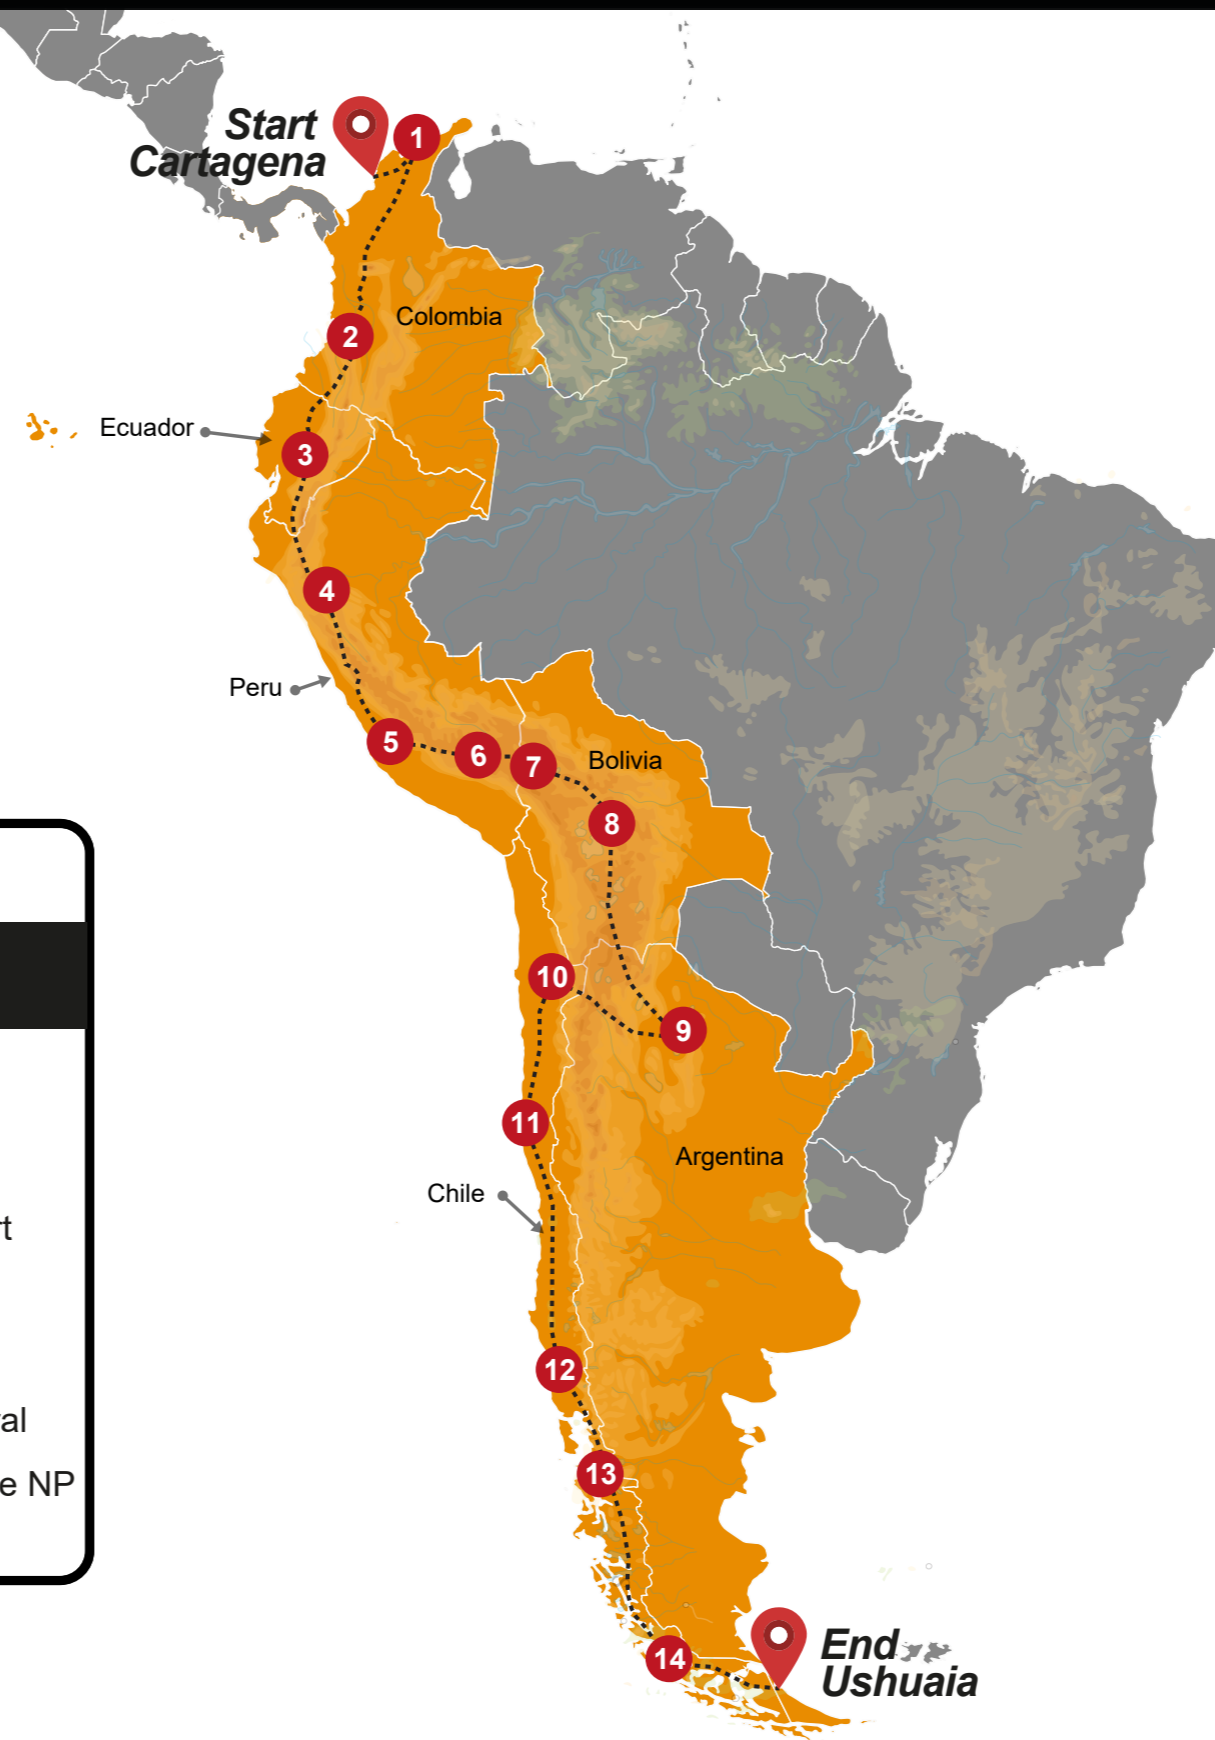 Start
Cartagena
1
2
Colombia
Ecuador
3
4
Peru
5
6
7
Bolivia
8
10
9
11
Argentina
Chile
rt
12
al
13
e NP
14
End
Ushuaia